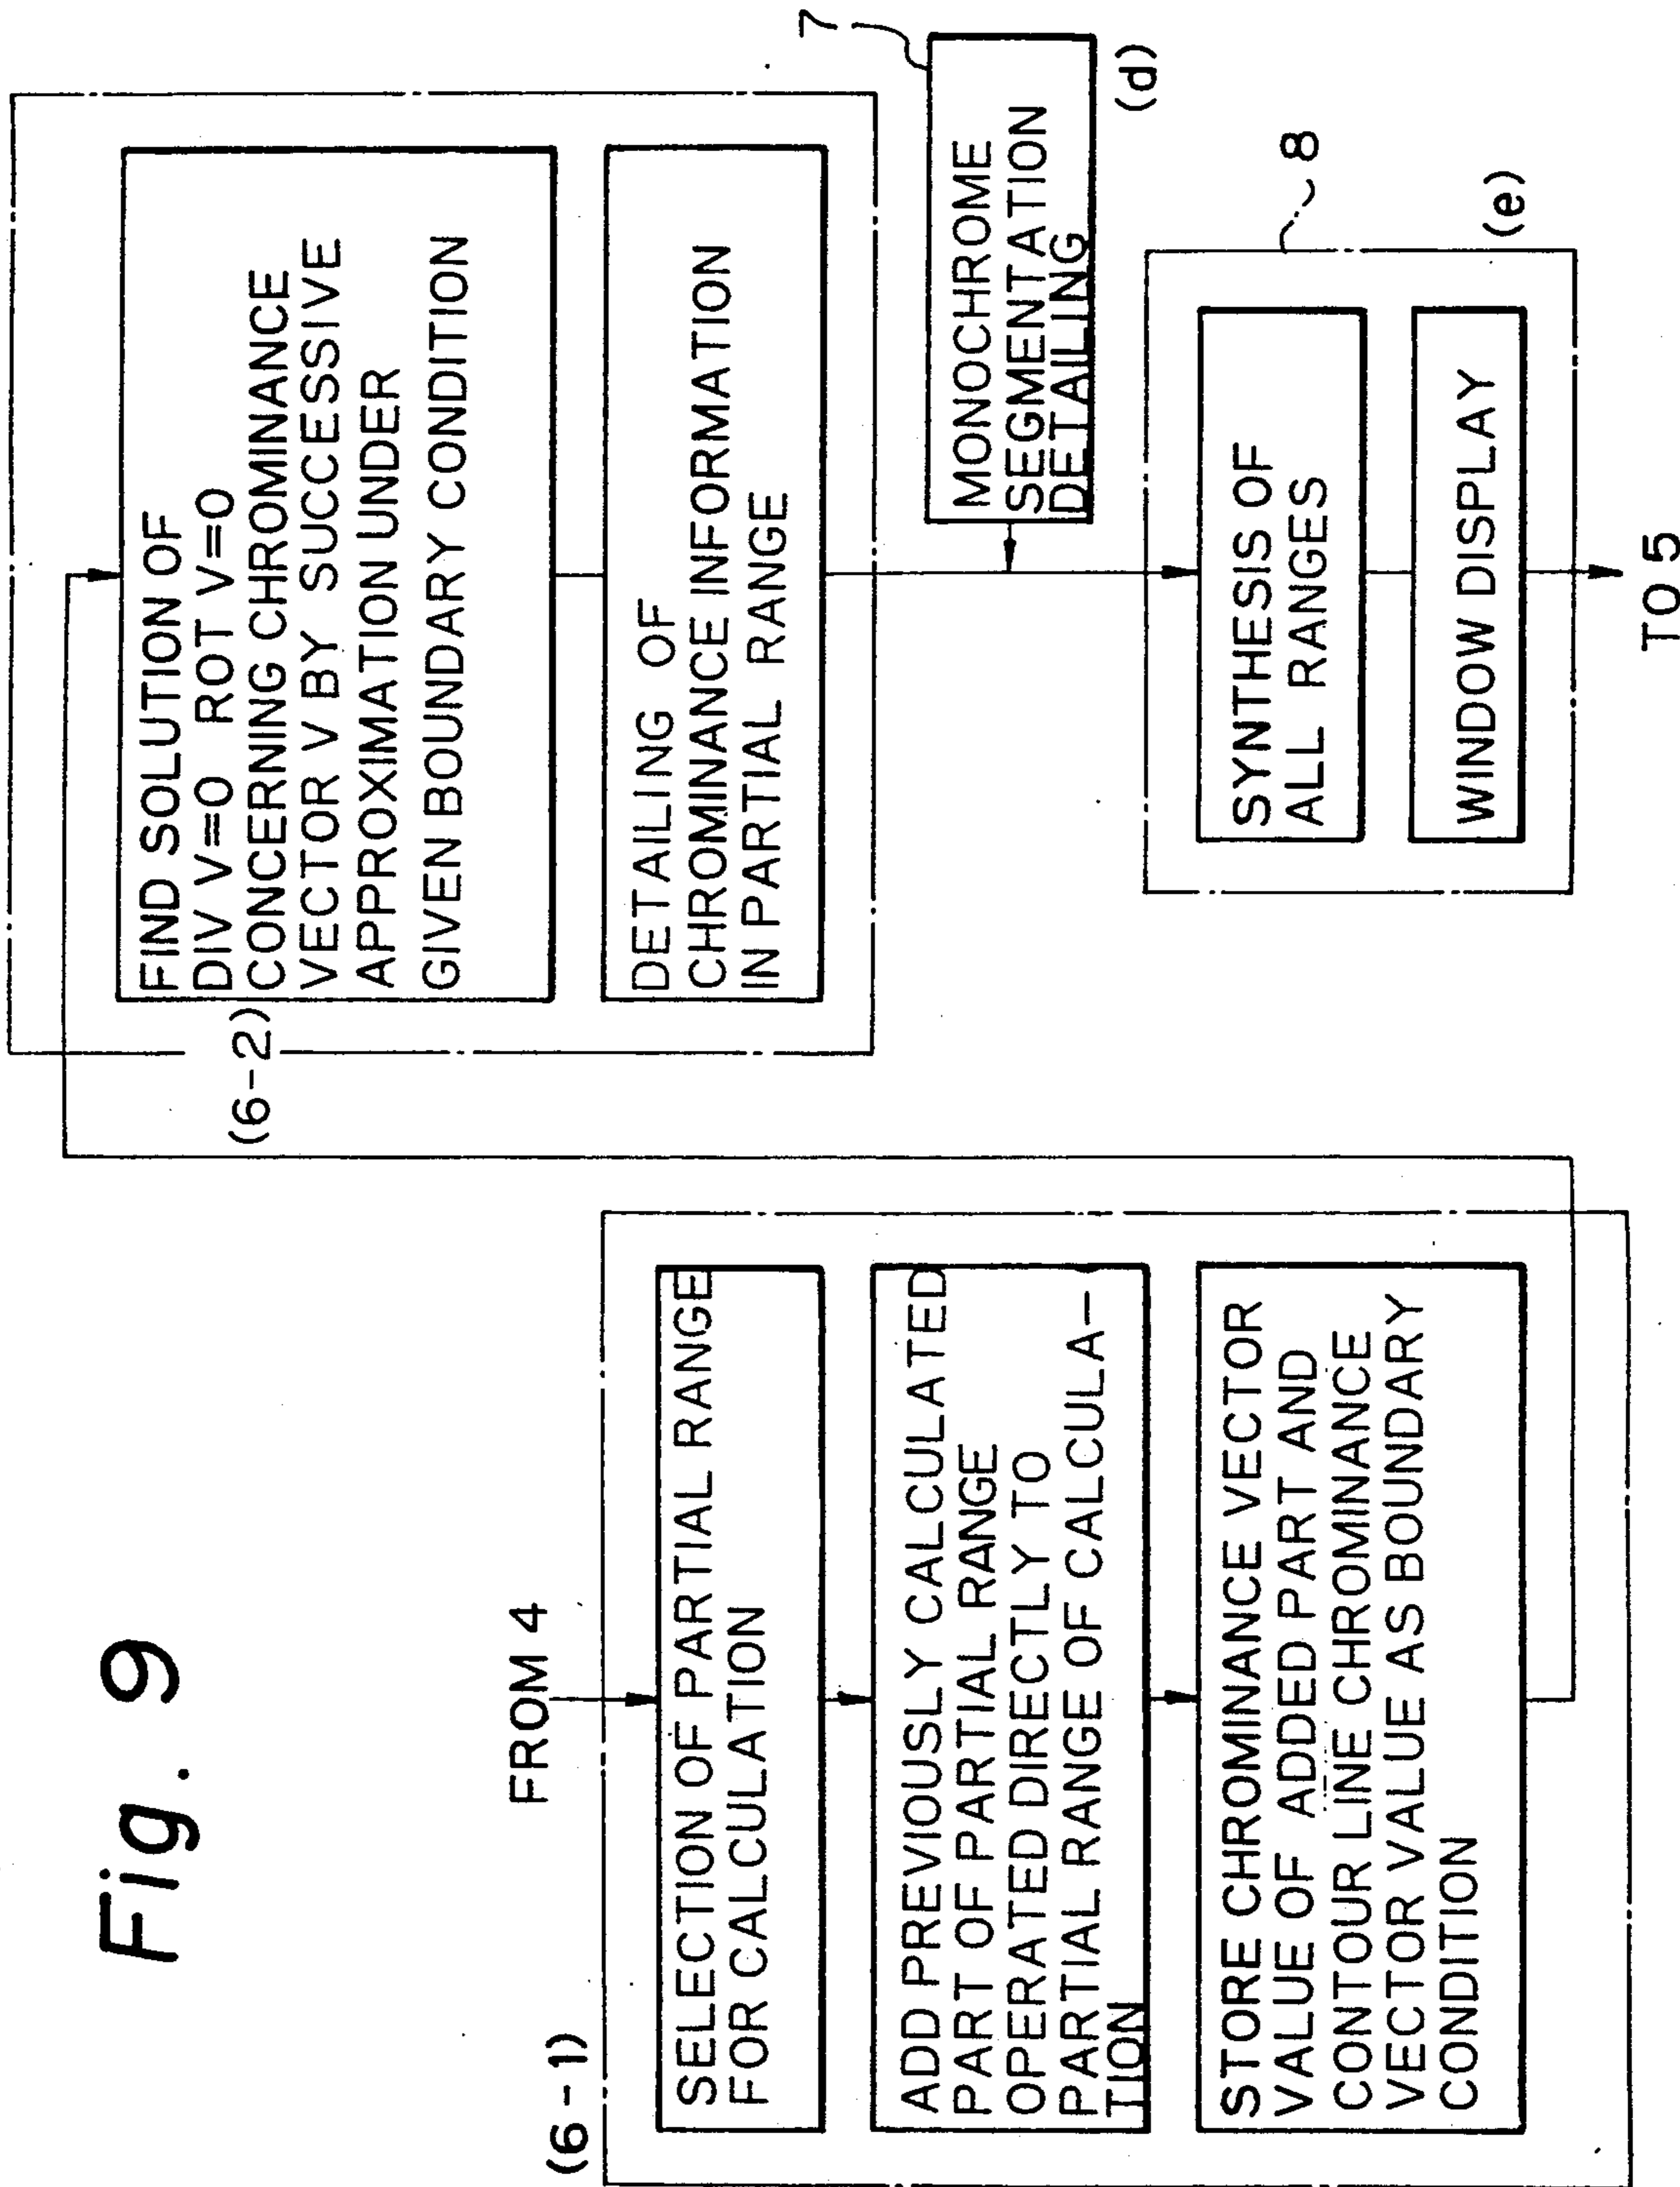 Fig. 9
FROM 4
(6-1)
SELECTION OF PARTIAL RANGE
FOR CALCULATION
ADD PREVIOUSLY CALCULATED
PART OF PARTIAL RANGE
OPERATED DIRECTLY TO
PARTIAL RANGE OF CALCULA-
TION
STORE CHROMINANCE VECTOR
VALUE OF ADDED PART AND
CONTOUR LINE CHROMINANCE
VECTOR VALUE AS BOUNDARY
CONDITION
(6-2)
FIND SOLUTION OF
DIV V=0 ROT V=0
CONCERNING CHROMINANCE
VECTOR V BY SUCCESSIVE
APPROXIMATION UNDER
GIVEN BOUNDARY CONDITION
DETAILING OF
CHROMINANCE INFORMATION
IN PARTIAL RANGE
7
MONOCHROME
SEGMENTATION
DETAILING
(d)
8
SYNTHESIS OF
ALL RANGES
WINDOW DISPLAY
(e)
TO 5